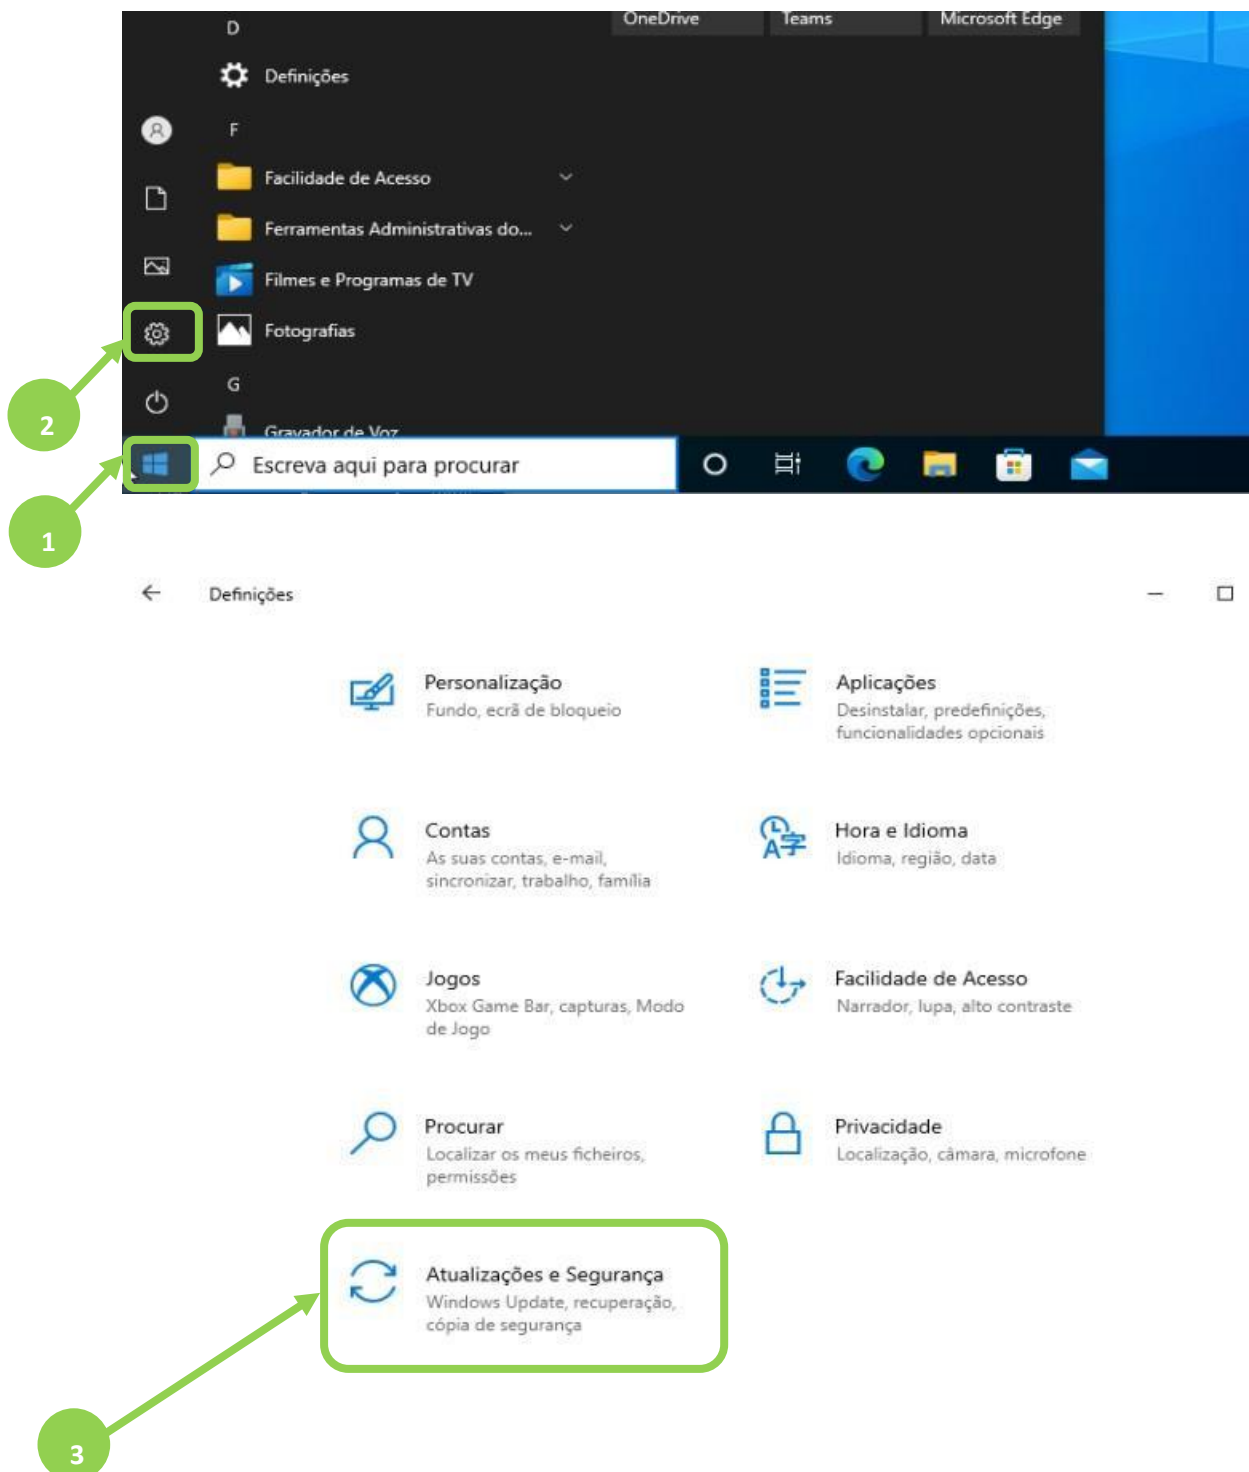 OneDrive
Teams
Microsoft Edge
D
Definições
F
Facilidade de Acesso
Ferramentas Administrativas do...
Filmes e Programas de TV
Fotografias
G
Gravador de Voz
2
Escreva aqui para procurar
1
Definições
Personalização
Fundo, ecrã de bloqueio
Aplicações
Desinstalar, predefinições,
funcionalidades opcionais
Contas
As suas contas, e-mail,
sincronizar, trabalho, família
Hora e Idioma
Idioma, região, data
Jogos
Xbox Game Bar, capturas, Modo
de Jogo
Facilidade de Acesso
Narrador, lupa, alto contraste
Procurar
Localizar os meus ficheiros,
permissões
Privacidade
Localização, câmara, microfone
Atualizações e Segurança
Windows Update, recuperação,
cópia de segurança
3